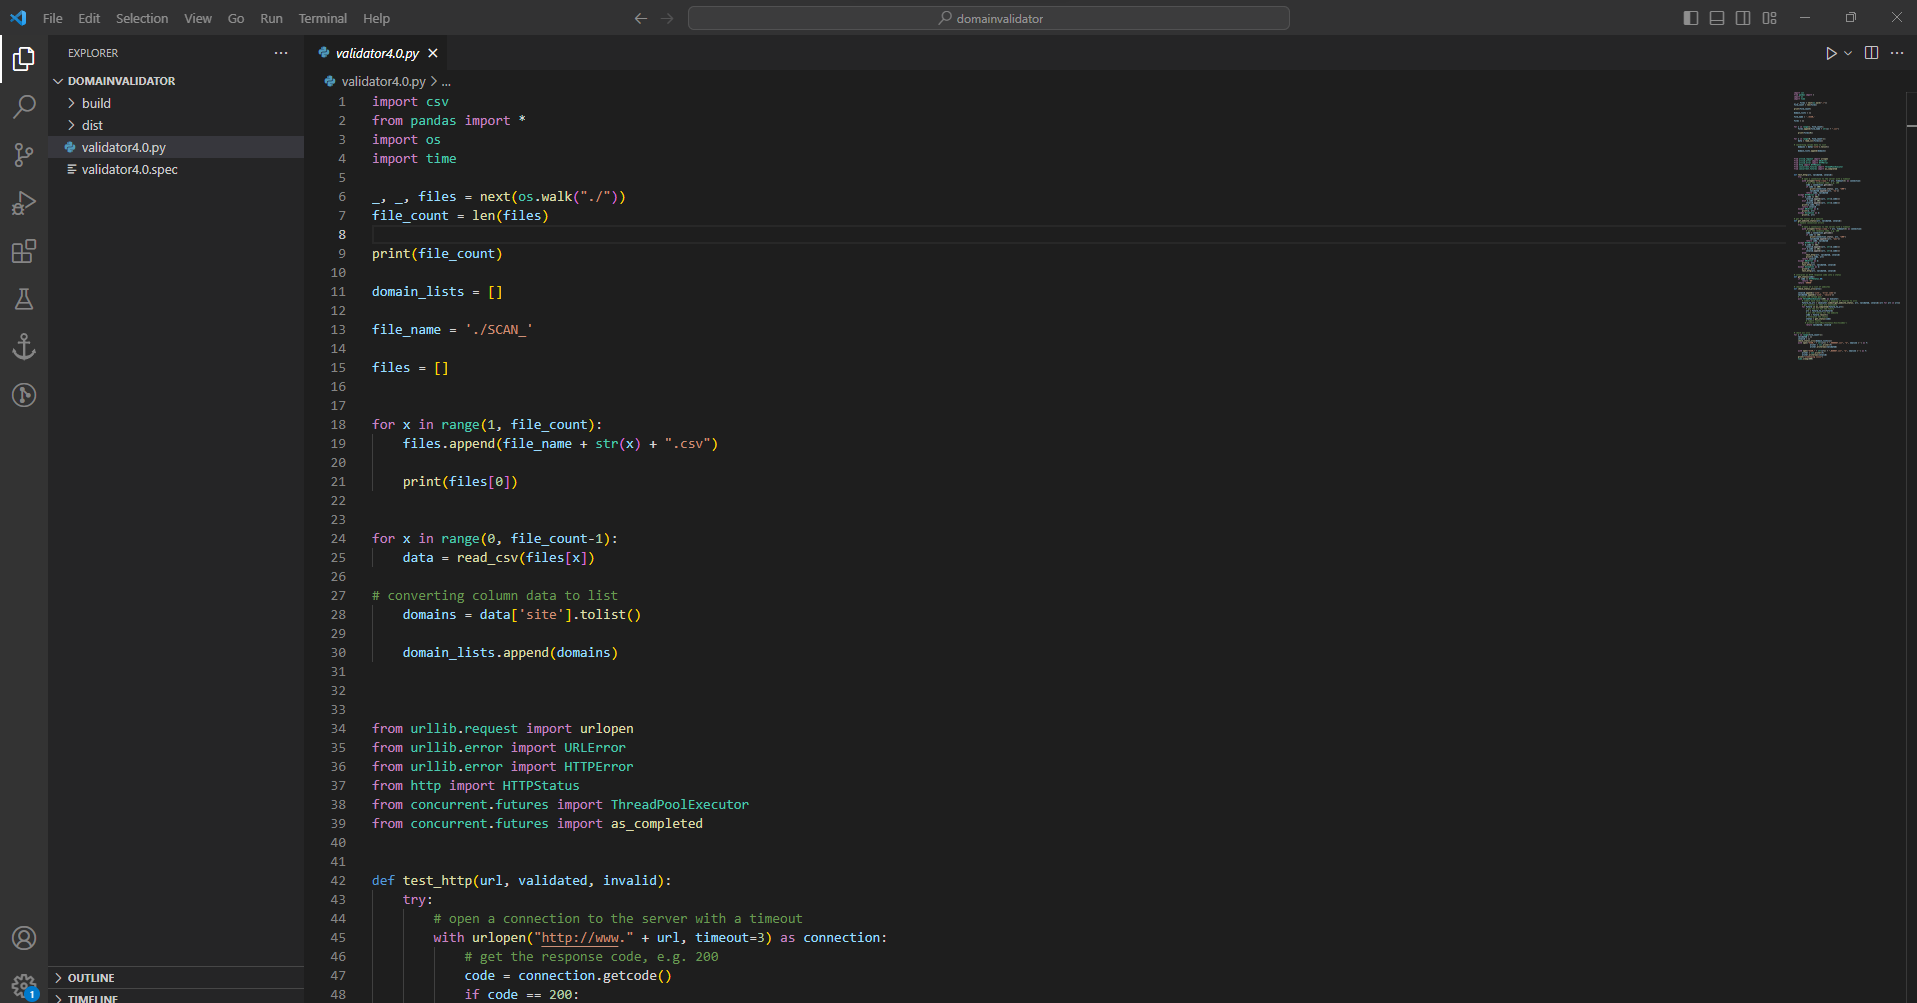 File Edit Selection View Go Run Terminal Help
domainvalidator
EXPLORER
DOMAINVALIDATOR
build
dist
validator4.0.py
validator4.0.spec
OUTLINE
TIMELINE
1
validator4.0.py
validator4.0.py > ...
1 import csv
2 from pandas import *
3 import os
4 import time
5
6 _, _, files = next(os.walk("./"))
7 file_count = len(files)
8
9 print(file_count)
10
11 domain_lists = []
12
13 file_name = './SCAN_'
14
15 files = []
16
17
18 for x in range(1, file_count):
19     files.append(file_name + str(x) + ".csv")
20
21     print(files[0])
22
23
24 for x in range(0, file_count-1):
25     data = read_csv(files[x])
26
27 # converting column data to list
28     domains = data['site'].tolist()
29
30     domain_lists.append(domains)
31
32
33
34 from urllib.request import urlopen
35 from urllib.error import URLError
36 from urllib.error import HTTPError
37 from http import HTTPStatus
38 from concurrent.futures import ThreadPoolExecutor
39 from concurrent.futures import as_completed
40
41
42 def test_http(url, validated, invalid):
43     try:
44         # open a connection to the server with a timeout
45         with urlopen("http://www." + url, timeout=3) as connection:
46             # get the response code, e.g. 200
47             code = connection.getcode()
48             if code == 200: